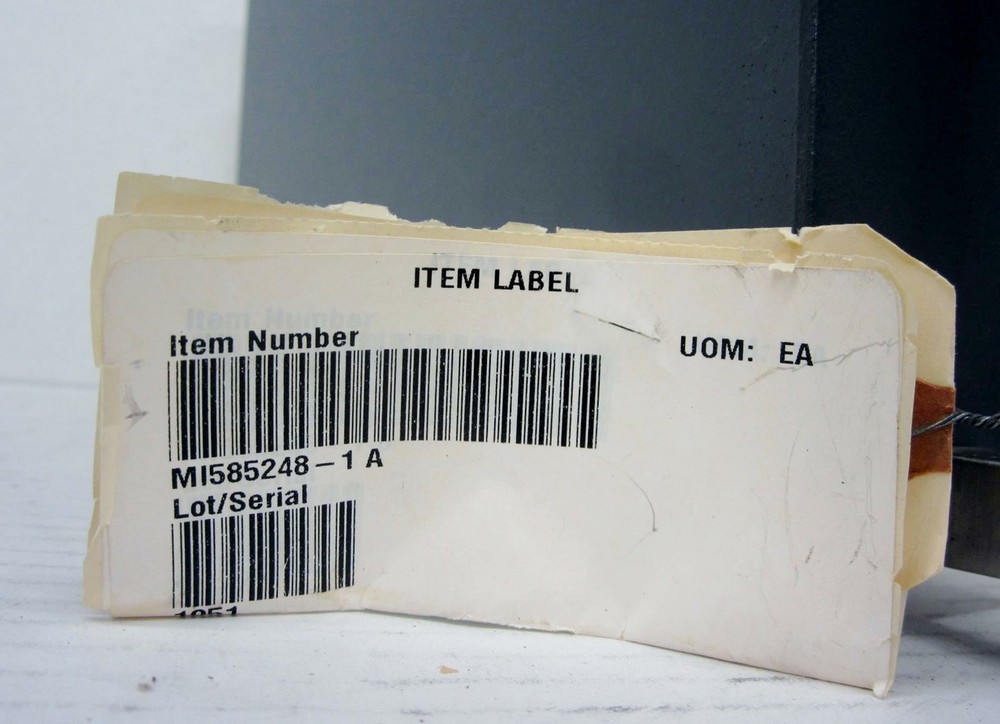 ITEM LABEL
Item Number
UOM: EA
MI585248-1 A
Lot/Serial